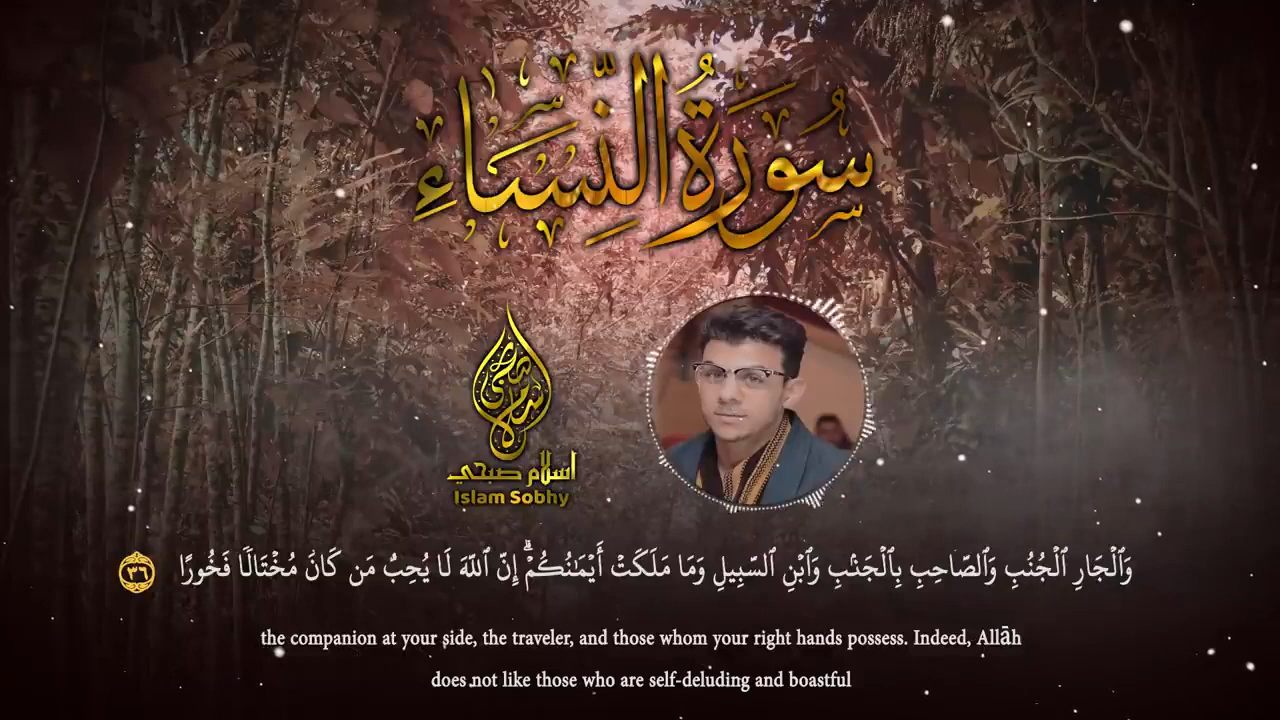 سُورَةُ النِّسَاءِ
اسلام صبحي
اسلام صبحي
Islam Sobhy
وَٱلْجَارِ ٱلْجُنُبِ وَٱلصَّاحِبِ بِٱلْجَنۢبِ وَٱبْنِ ٱلسَّبِيلِ وَمَا مَلَكَتْ أَيْمَـٰنُكُمْ ۗ إِنَّ ٱللَّهَ لَا يُحِبُّ مَن كَانَ مُخْتَالًا فَخُورًا ٣٦
the companion at your side, the traveler, and those whom your right hands possess. Indeed, Allāh
does not like those who are self-deluding and boastful